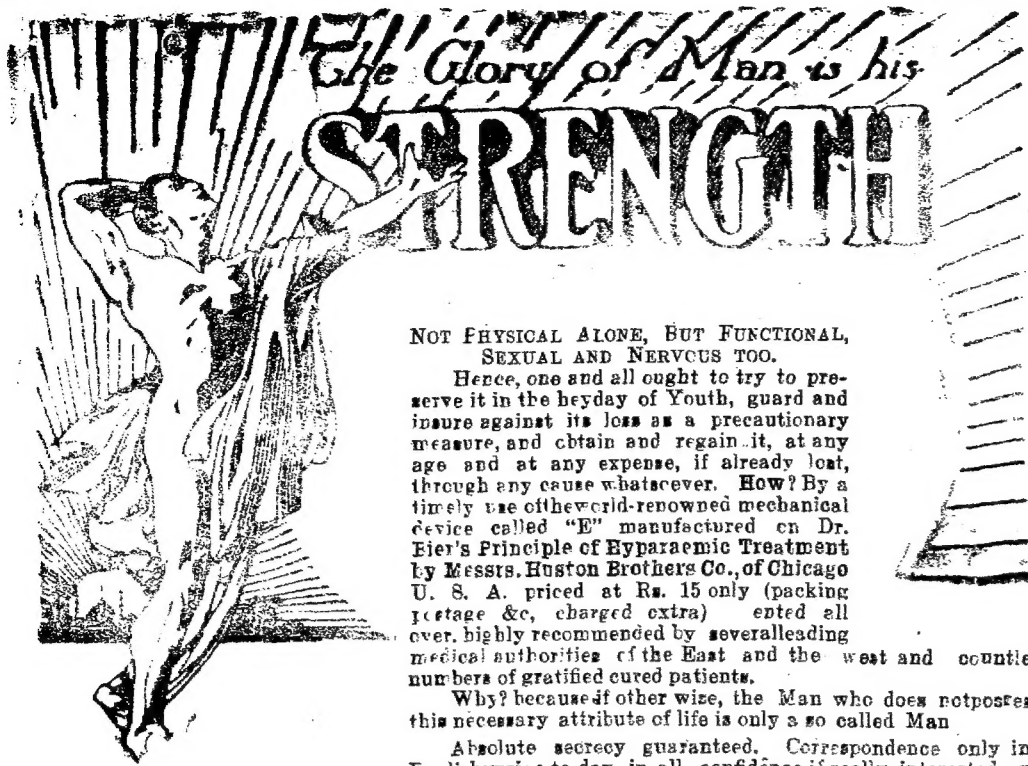 The Glory of Man is his
STRENGTH
NOT PHYSICAL ALONE, BUT FUNCTIONAL,
SEXUAL AND NERVOUS TOO.
Hence, one and all ought to try to pre-
serve it in the heyday of Youth, guard and
insure against its loss as a precautionary
measure, and obtain and regain it, at any
age and at any expense, if already lost,
through any cause whatsrever. How? By a
timely use oftheworld-renowned mechanical
device called "E" manufactured on Dr.
Bier's Principle of Hyparaemic Treatment
by Messrs. Huston Brothers Co., of Chicago
U. S. A. priced at Rs. 15 only (packing
postage &c, charged extra) ented all
over. highly recommended by severalleading
medical authorities of the East and the west and countle
numbers of gratified cured patients.
Why? because if other wise, the Man who does notposses
this necessary attribute of life is only a so called Man
Absolute secrecy guaranteed. Correspondence only in